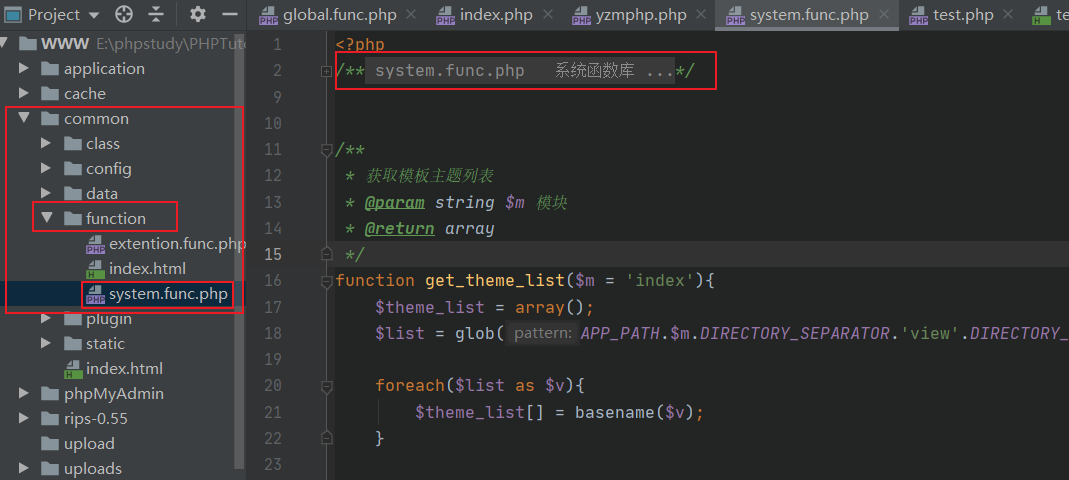 Project
global.func.php
index.php
yzmphp.php
system.func.php
test.php
WWW E:\phpstudy\PHPTut
application
cache
common
class
config
data
function
extention.func.php
index.html
system.func.php
plugin
static
index.html
phpMyAdmin
rips-0.55
upload
uploads
1 <?php
2 /** system.func.php 系统函数库 ...*/
9
10
11 /**
12 * 获取模板主题列表
13 * @param string $m 模块
14 * @return array
15 */
16 function get_theme_list($m = 'index'){
17 $theme_list = array();
18 $list = glob( pattern: APP_PATH.$m.DIRECTORY_SEPARATOR.'view'.DIRECTORY_
19
20 foreach($list as $v){
21 $theme_list[] = basename($v);
22 }
23